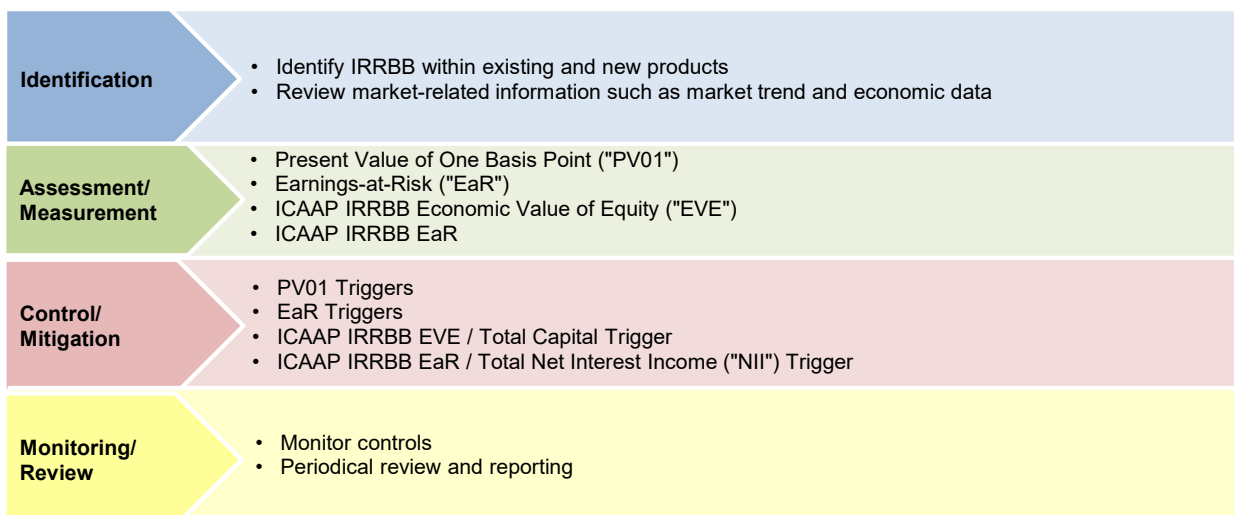 Identification
• Identify IRRBB within existing and new products
• Review market-related information such as market trend and economic data
Assessment/
Measurement
• Present Value of One Basis Point ("PV01")
• Earnings-at-Risk ("EaR")
• ICAAP IRRBB Economic Value of Equity ("EVE")
• ICAAP IRRBB EaR
Control/
Mitigation
• PV01 Triggers
• EaR Triggers
• ICAAP IRRBB EVE / Total Capital Trigger
• ICAAP IRRBB EaR / Total Net Interest Income ("NII") Trigger
Monitoring/
Review
• Monitor controls
• Periodical review and reporting